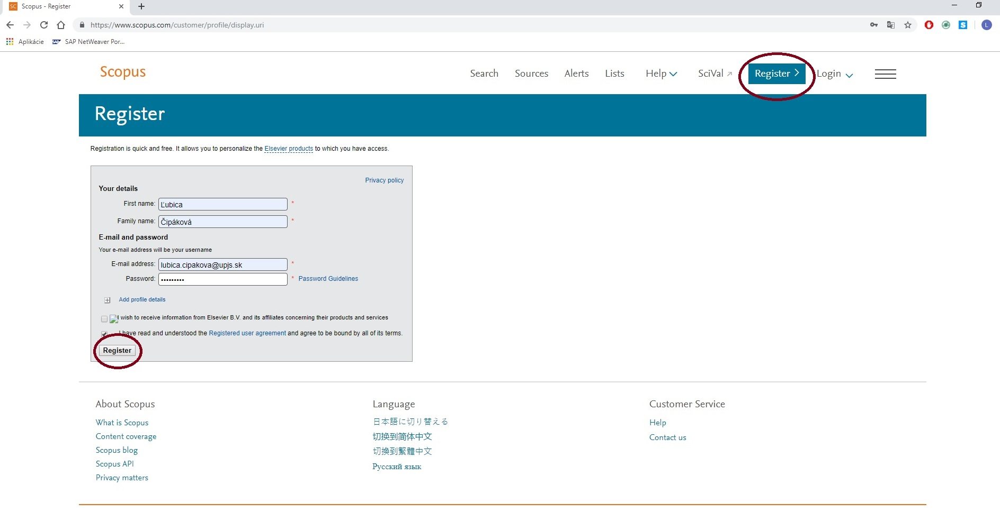 Scopus - Register
https://www.scopus.com/customer/profile/display.uri
Aplikácie SAP NetWeaver Por...
Scopus
Search Sources Alerts Lists Help SciVal Register Login
Register
Registration is quick and free. It allows you to personalize the Elsevier products to which you have access.
Privacy policy
Your details
First name: Ľubica *
Family name: Čipáková *
E-mail and password
Your e-mail address will be your username
E-mail address: lubica.cipakova@upjs.sk *
Password: ••••••••• * Password Guidelines
Add profile details
I wish to receive information from Elsevier B.V. and its affiliates concerning their products and services
I have read and understood the Registered user agreement and agree to be bound by all of its terms.
Register
About Scopus
What is Scopus
Content coverage
Scopus blog
Scopus API
Privacy matters
Language
日本語に切り替える
切换到简体中文
切換到繁體中文
Русский язык
Customer Service
Help
Contact us